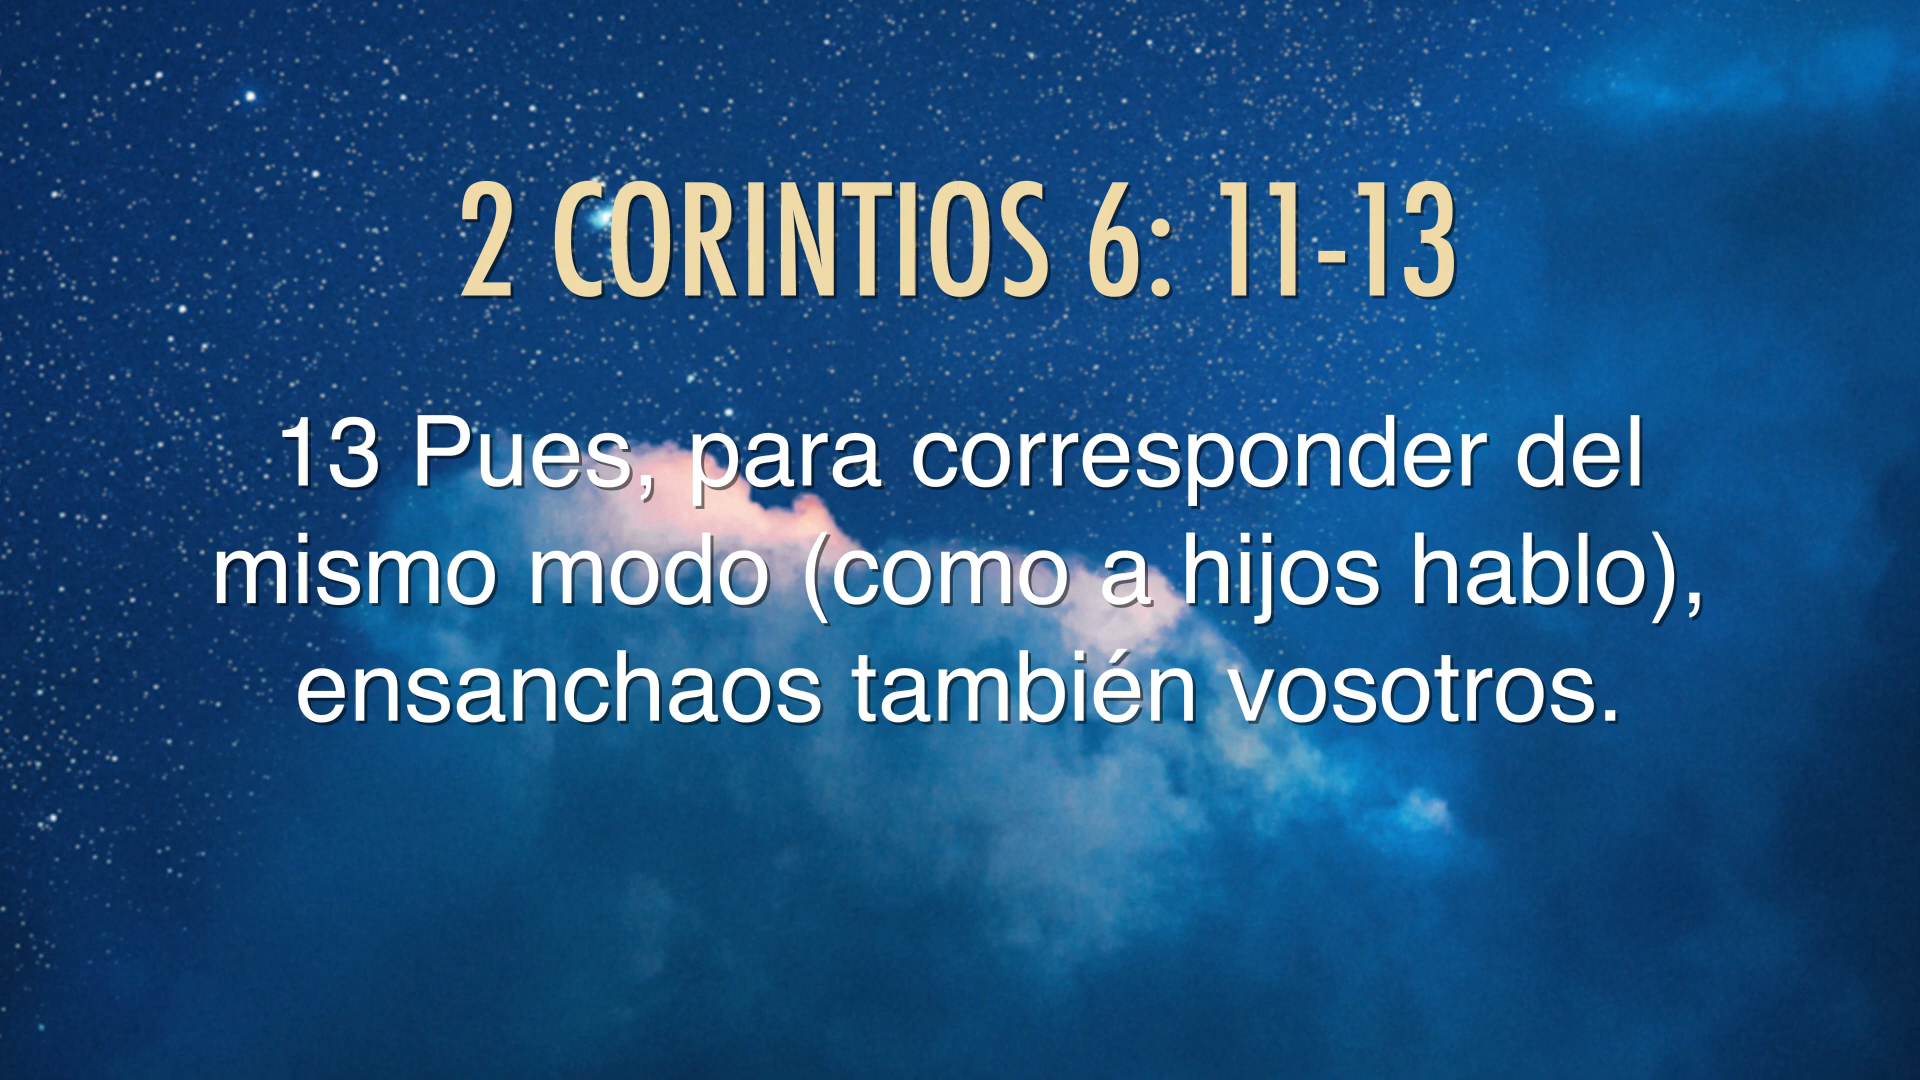 2 CORINTIOS 6: 11-13
13 Pues, para corresponder del
mismo modo (como a hijos hablo),
ensanchaos también vosotros.